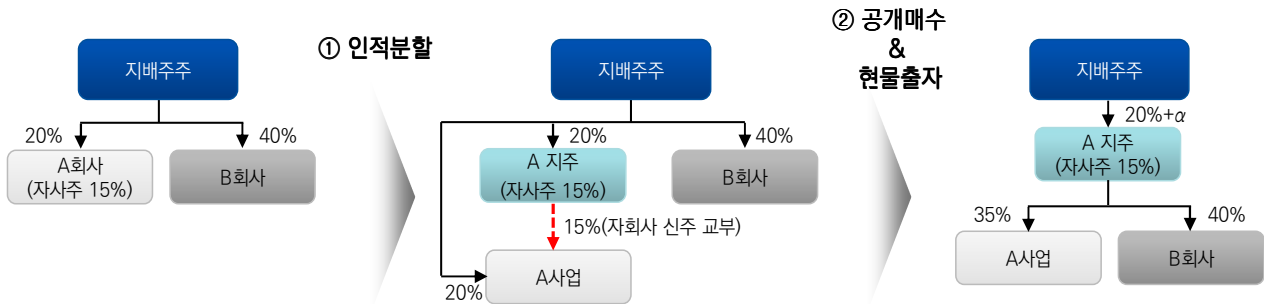 지배주주
20%
40%
A회사
(자사주 15%)
B회사
① 인적분할
지배주주
20%
40%
A 지주
(자사주 15%)
B회사
15%(자회사 신주 교부)
A사업
20%
② 공개매수
&
현물출자
지배주주
20%+α
A 지주
(자사주 15%)
35%
40%
A사업
B회사